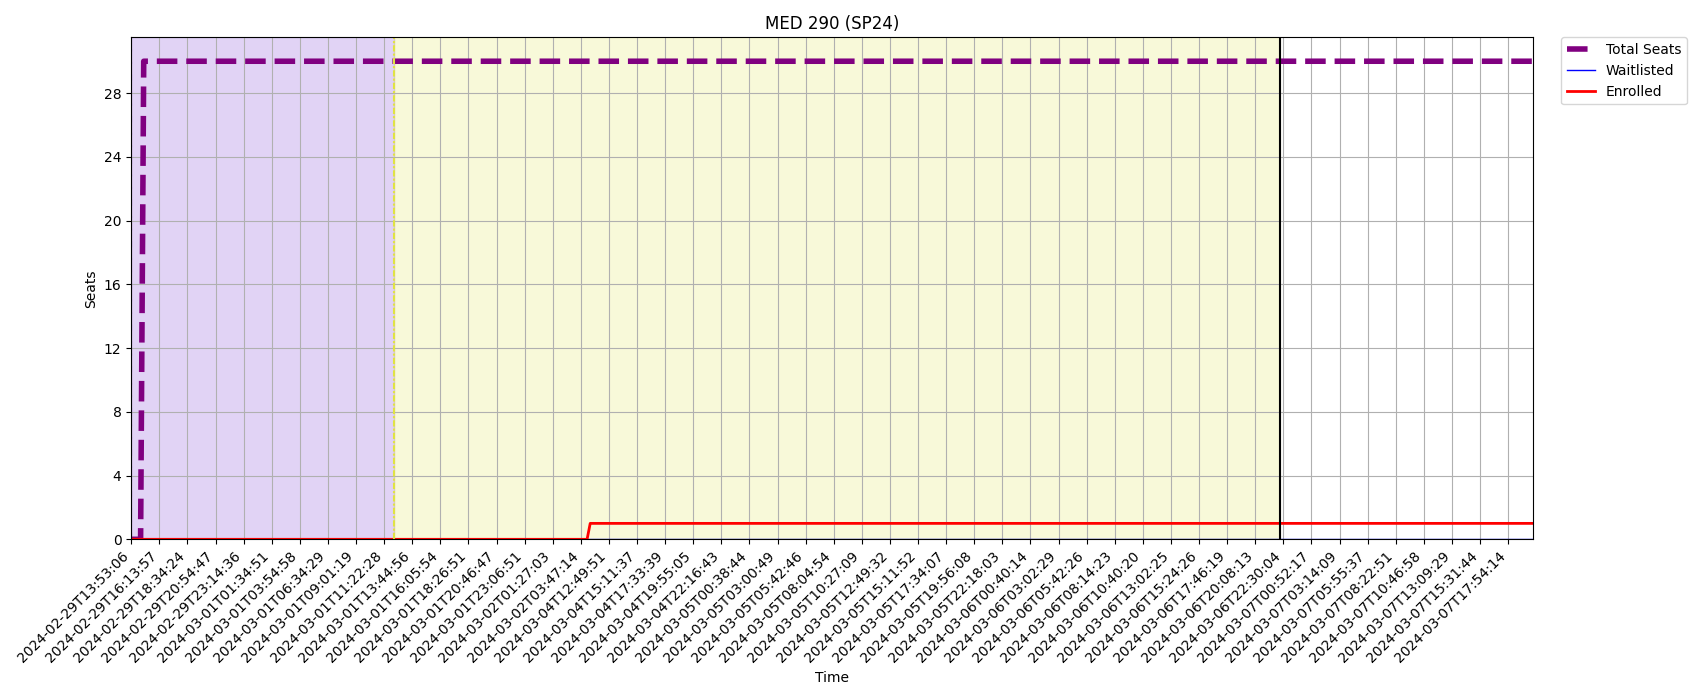 MED 290 (SP24)
Total Seats
Waitlisted
Enrolled
Seats
28
24
20
16
12
8
4
0
2024-02-29T13:53:06
2024-02-29T16:13:57
2024-02-29T18:34:24
2024-02-29T20:54:47
2024-02-29T23:14:36
2024-03-01T01:34:51
2024-03-01T03:54:58
2024-03-01T06:34:29
2024-03-01T09:01:19
2024-03-01T11:22:28
2024-03-01T13:44:56
2024-03-01T16:05:54
2024-03-01T18:26:51
2024-03-01T20:46:47
2024-03-01T23:06:51
2024-03-02T01:27:03
2024-03-02T03:47:14
2024-03-04T12:49:51
2024-03-04T15:11:37
2024-03-04T17:33:39
2024-03-04T19:55:05
2024-03-04T22:16:43
2024-03-05T00:38:44
2024-03-05T03:00:49
2024-03-05T05:42:46
2024-03-05T08:04:54
2024-03-05T10:27:09
2024-03-05T12:49:32
2024-03-05T15:11:52
2024-03-05T17:34:07
2024-03-05T19:56:08
2024-03-05T22:18:03
2024-03-06T00:40:14
2024-03-06T03:02:29
2024-03-06T05:42:26
2024-03-06T08:14:23
2024-03-06T10:40:20
2024-03-06T13:02:25
2024-03-06T15:24:26
2024-03-06T17:46:19
2024-03-06T20:08:13
2024-03-06T22:30:04
2024-03-07T00:52:17
2024-03-07T03:14:09
2024-03-07T05:55:37
2024-03-07T08:22:51
2024-03-07T10:46:58
2024-03-07T13:09:29
2024-03-07T15:31:44
2024-03-07T17:54:14
Time